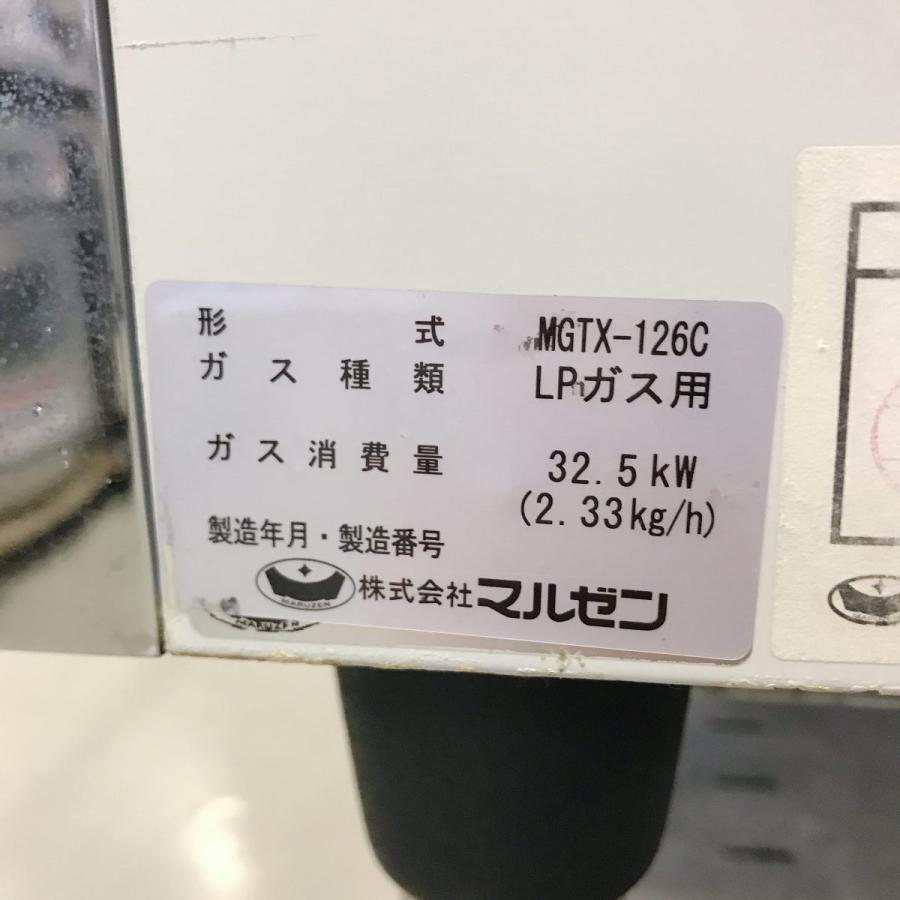 形式 MGTX-126C
ガス種類 LPガス用
ガス消費量 32.5kW
(2.33kg/h)
製造年月・製造番号
MARUZEN 株式会社マルゼン
MARUZEN